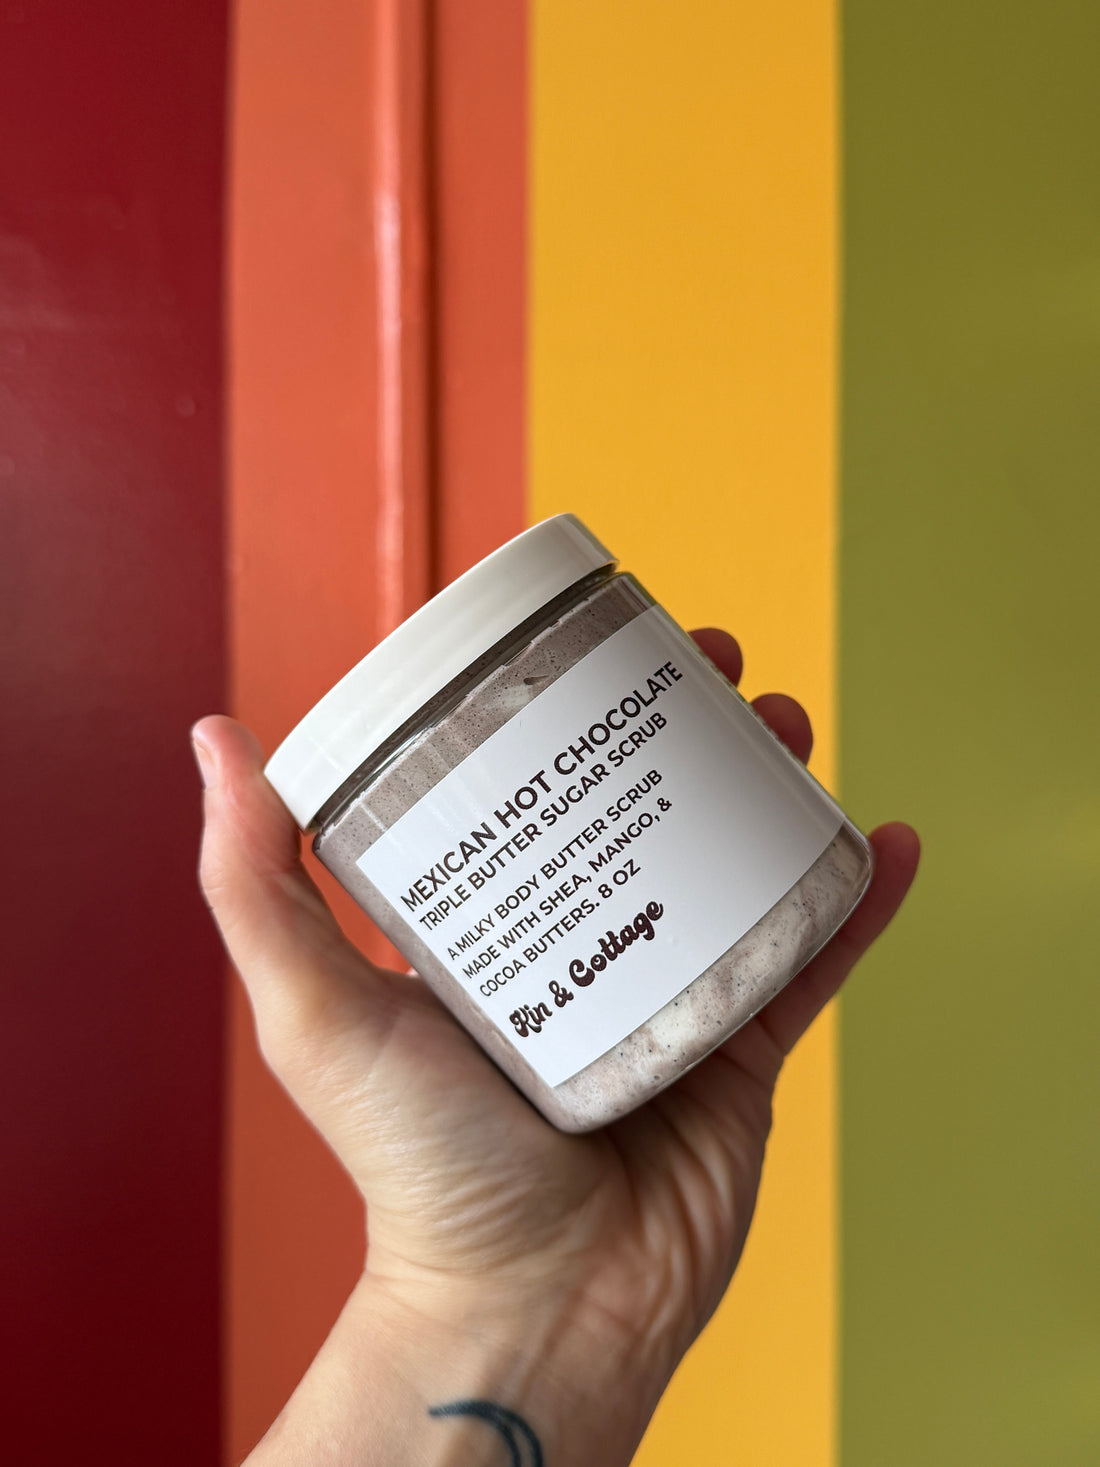 MEXICAN HOT CHOCOLATE
TRIPLE BUTTER SUGAR SCRUB
A MILKY BODY BUTTER SCRUB
MADE WITH SHEA, MANGO, &
COCOA BUTTERS. 8 OZ
Kin & Cottage